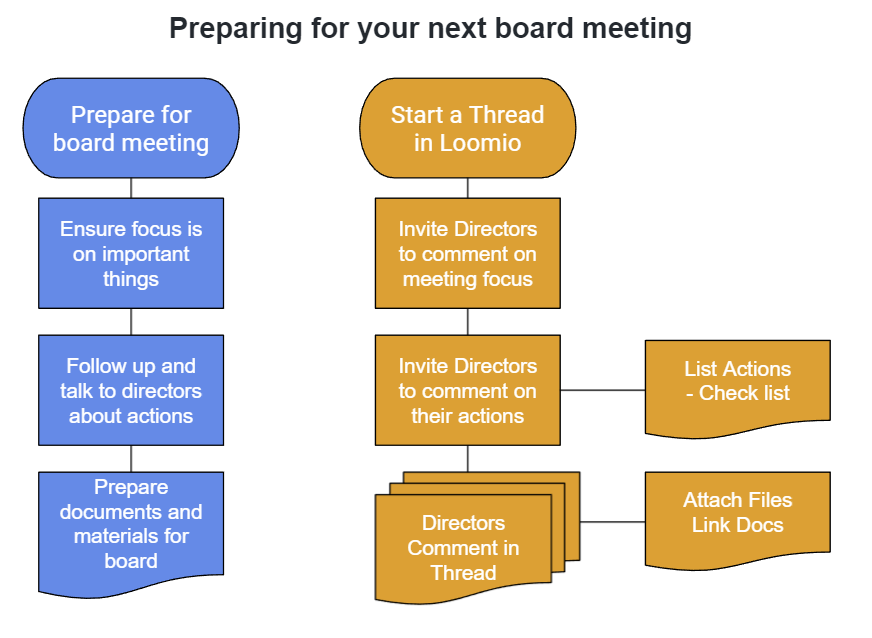 Preparing for your next board meeting
Prepare for
board meeting
Ensure focus is
on important
things
Follow up and
talk to directors
about actions
Prepare
documents and
materials for
board
Start a Thread
in Loomio
Invite Directors
to comment on
meeting focus
Invite Directors
to comment on
their actions
List Actions
- Check list
Directors
Comment in
Thread
Attach Files
Link Docs